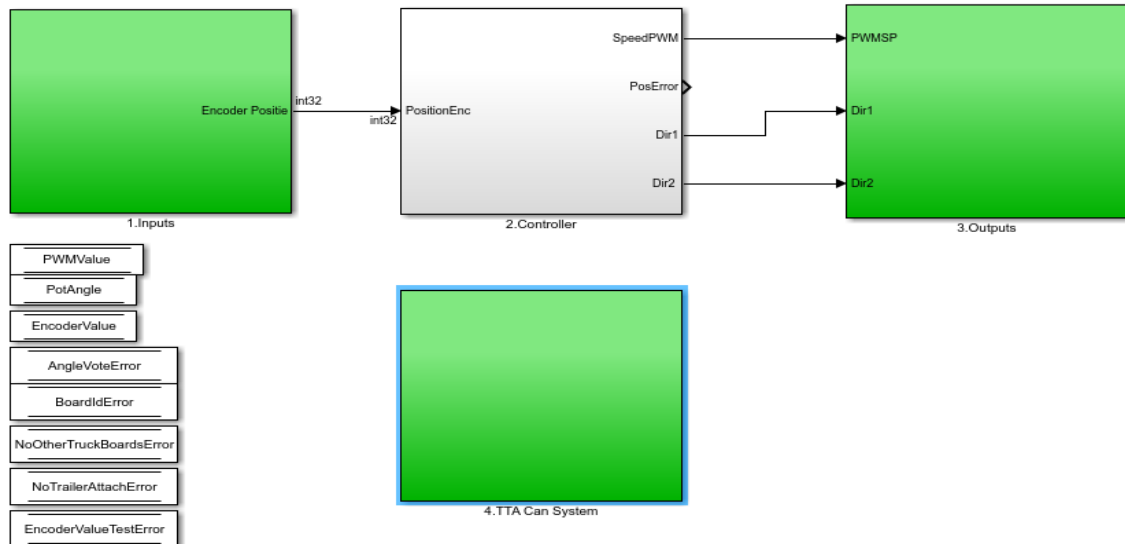 Encoder Positie
int32
int32
PositionEnc
SpeedPWM
PosError
Dir1
Dir2
PWMSP
Dir1
Dir2
1.Inputs
2.Controller
3.Outputs
PWMValue
PotAngle
EncoderValue
AngleVoteError
BoardIdError
NoOtherTruckBoardsError
NoTrailerAttachError
EncoderValueTestError
4.TTA Can System